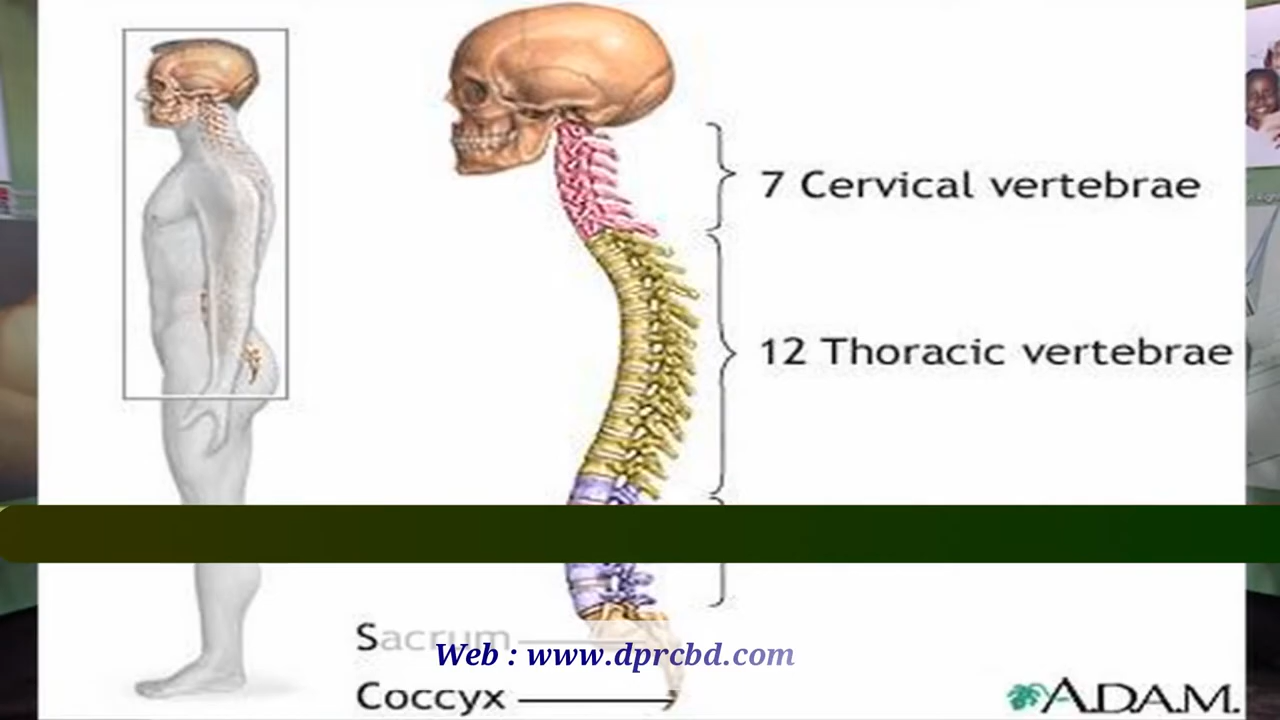 7 Cervical vertebrae
12 Thoracic vertebrae
Sacrum
Web : www.dprcbd.com
Coccyx
A.D.A.M.